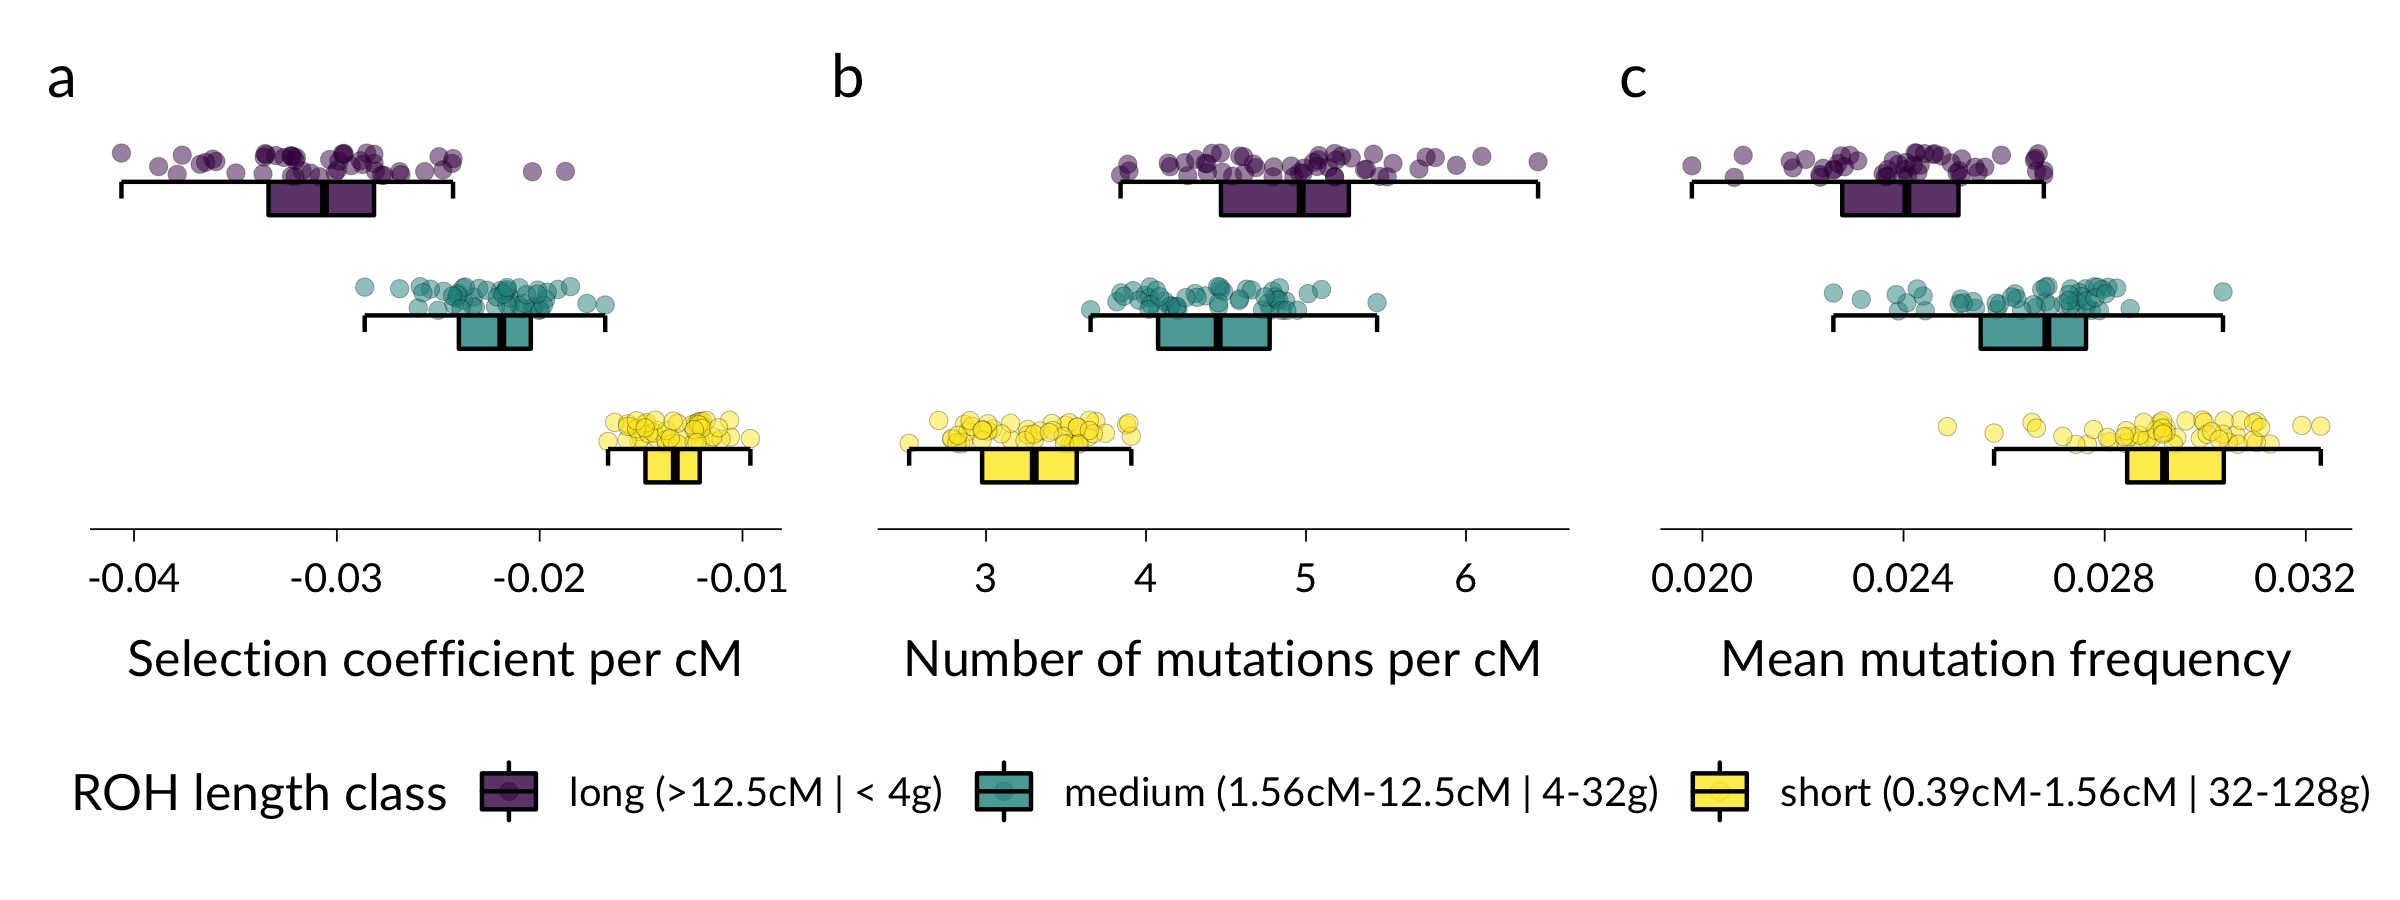 a b c
-0.04 -0.03 -0.02 -0.01 3 4 5 6 0.020 0.024 0.028 0.032
Selection coefficient per cM Number of mutations per cM Mean mutation frequency
ROH length class long (>12.5cM | < 4g) medium (1.56cM-12.5cM | 4-32g) short (0.39cM-1.56cM | 32-128g)